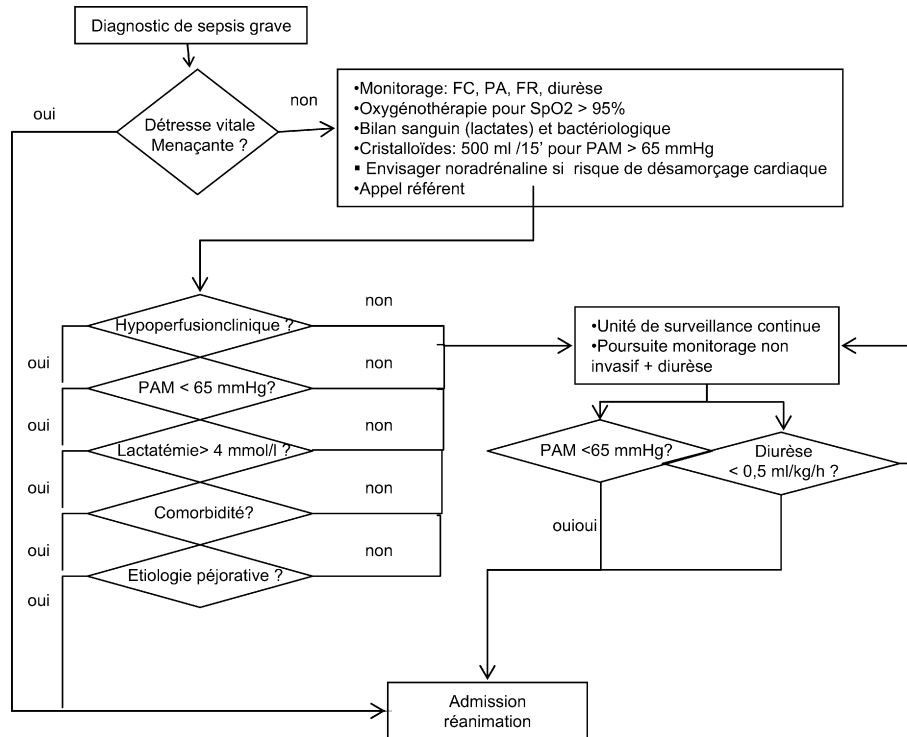 Diagnostic de sepsis grave
oui
non
Détresse vitale
Menaçante ?
•Monitorage: FC, PA, FR, diurèse
•Oxygénothérapie pour SpO2 > 95%
•Bilan sanguin (lactates) et bactériologique
•Cristalloïdes: 500 ml /15’ pour PAM > 65 mmHg
▪ Envisager noradrénaline si risque de désamorçage cardiaque
•Appel référent
Hypoperfusionclinique ?
non
oui
PAM < 65 mmHg?
non
oui
Lactatémie> 4 mmol/l ?
non
oui
Comorbidité?
non
oui
Etiologie péjorative ?
non
oui
•Unité de surveillance continue
•Poursuite monitorage non
invasif + diurèse
PAM <65 mmHg?
Diurèse
< 0,5 ml/kg/h ?
ouioui
Admission
réanimation